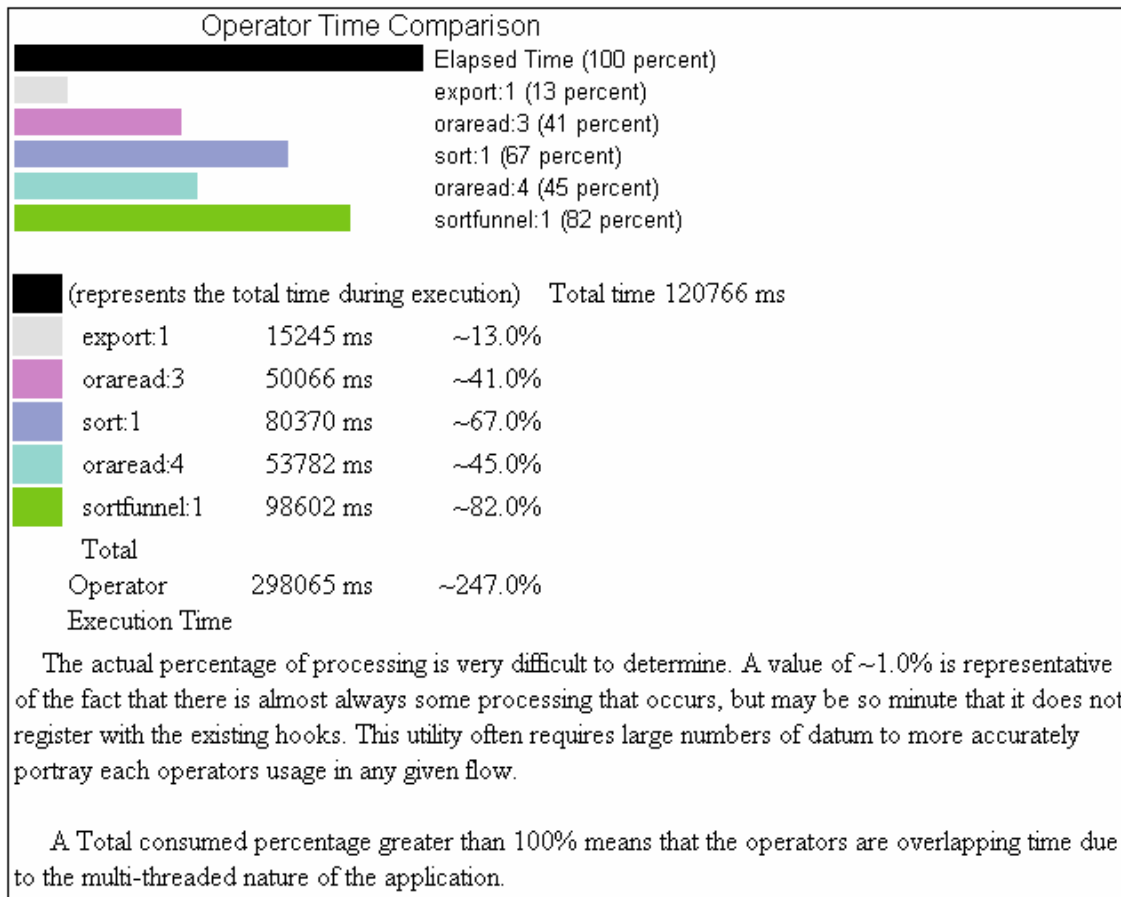 Operator Time Comparison
Elapsed Time (100 percent)
export:1 (13 percent)
oraread:3 (41 percent)
sort:1 (67 percent)
oraread:4 (45 percent)
sortfunnel:1 (82 percent)
(represents the total time during execution) Total time 120766 ms
export:1 15245 ms ~13.0%
oraread:3 50066 ms ~41.0%
sort:1 80370 ms ~67.0%
oraread:4 53782 ms ~45.0%
sortfunnel:1 98602 ms ~82.0%
Total
Operator 298065 ms ~247.0%
Execution Time
The actual percentage of processing is very difficult to determine. A value of ~1.0% is representative
of the fact that there is almost always some processing that occurs, but may be so minute that it does not
register with the existing hooks. This utility often requires large numbers of datum to more accurately
portray each operators usage in any given flow.
A Total consumed percentage greater than 100% means that the operators are overlapping time due
to the multi-threaded nature of the application.